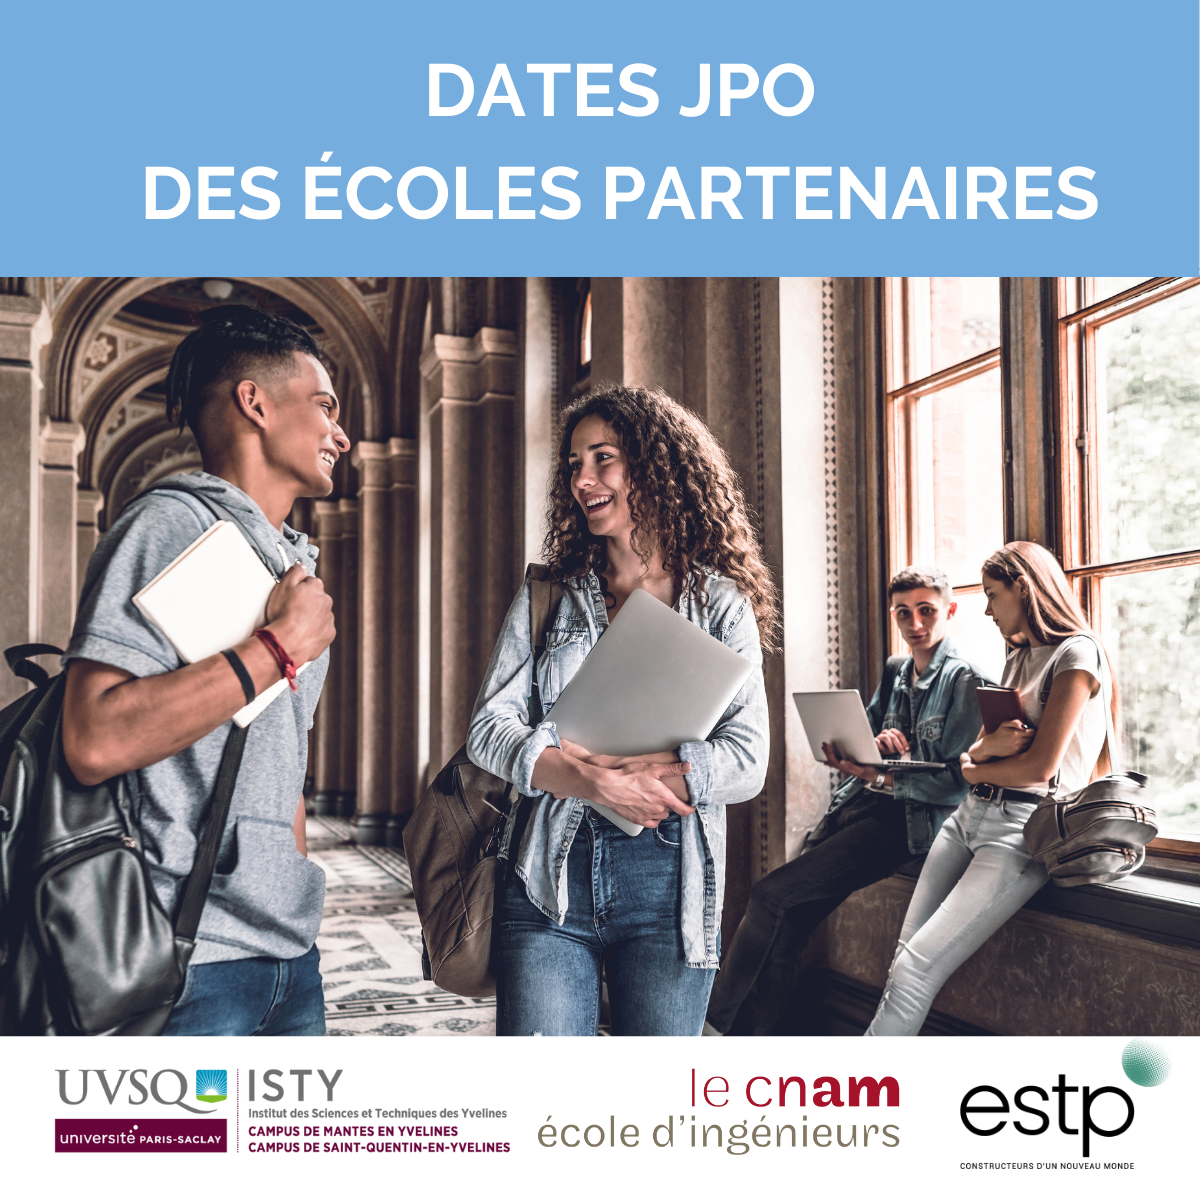 DATES JPO
DES ÉCOLES PARTENAIRES
UVSQ
université PARIS-SACLAY
ISTY
Institut des Sciences et Techniques des Yvelines
CAMPUS DE MANTES EN YVELINES
CAMPUS DE SAINT-QUENTIN-EN-YVELINES
le cnam
école d'ingénieurs
estp
CONSTRUCTEURS D'UN NOUVEAU MONDE